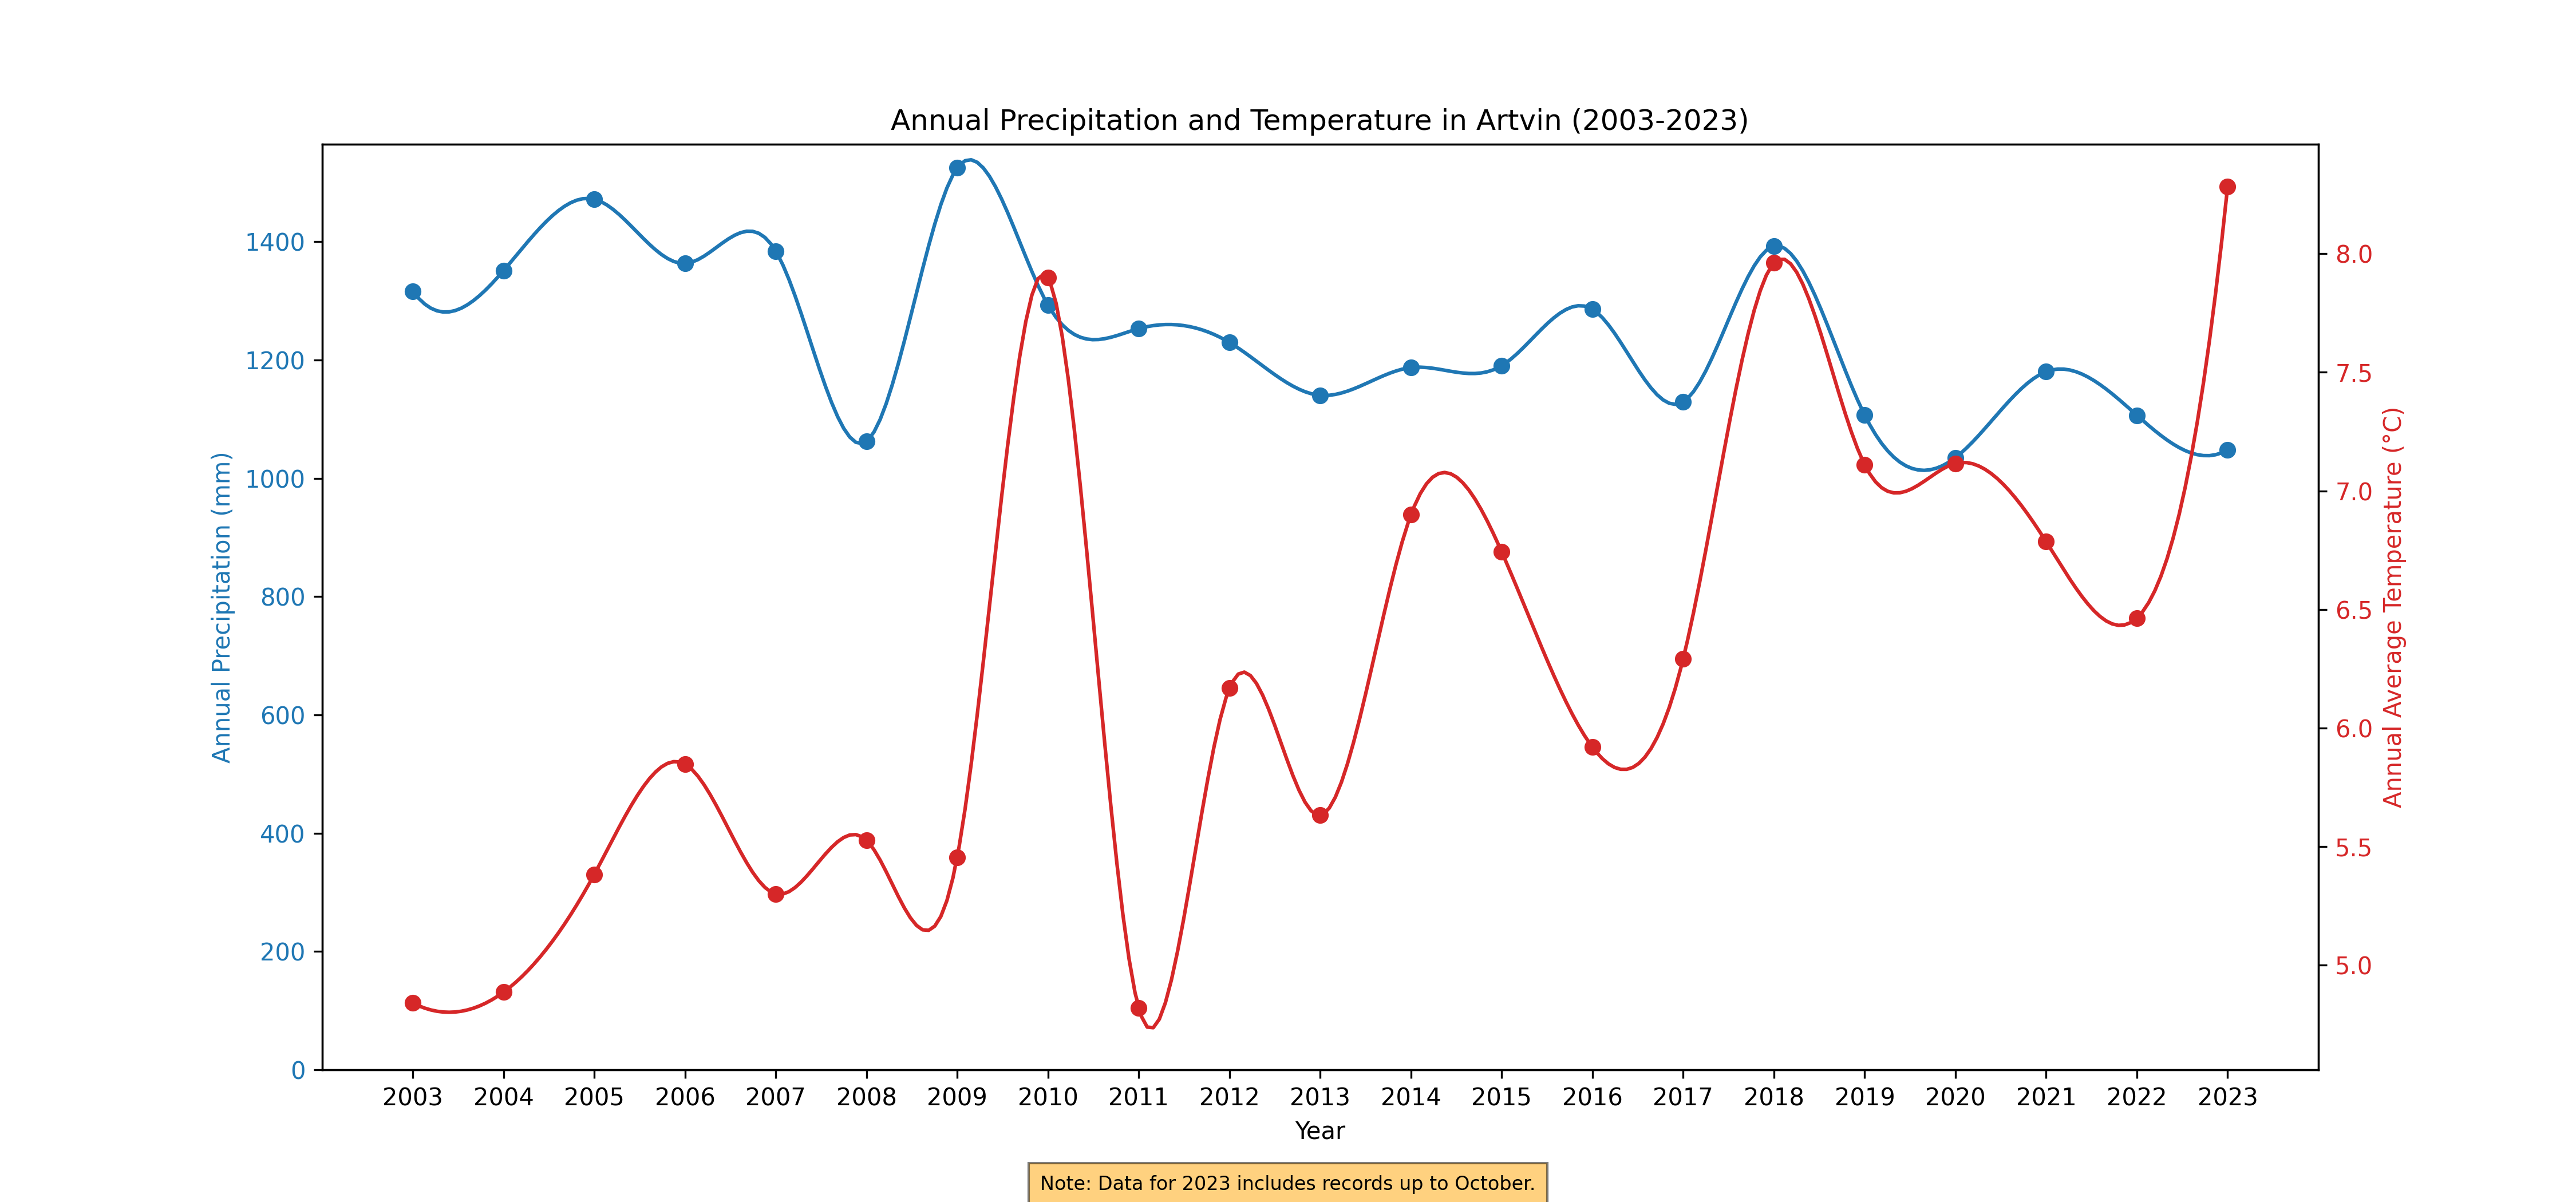 Annual Precipitation and Temperature in Artvin (2003-2023)
Annual Precipitation (mm)
1400
1200
1000
800
600
400
200
0
8.0
7.5
7.0
6.5
6.0
5.5
5.0
Annual Average Temperature (°C)
2003 2004 2005 2006 2007 2008 2009 2010 2011 2012 2013 2014 2015 2016 2017 2018 2019 2020 2021 2022 2023
Year
Note: Data for 2023 includes records up to October.